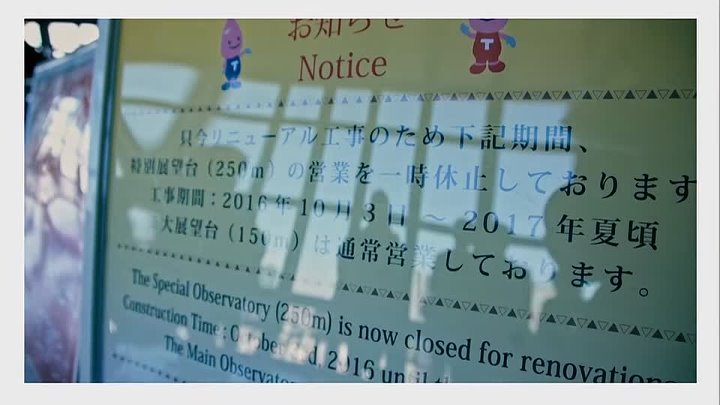 お知らせ
Notice
只今リニューアル工事のため下記期間、
特別展望台(250m)の営業を一時休止しております
工事期間:2016年10月3日 ～ 2017年夏頃
大展望台(150m)は通常営業しております。
The Special Observatory (250m) is now closed for renovations
Construction Time: October 3rd, 2016 until
The Main Observatory
T
T